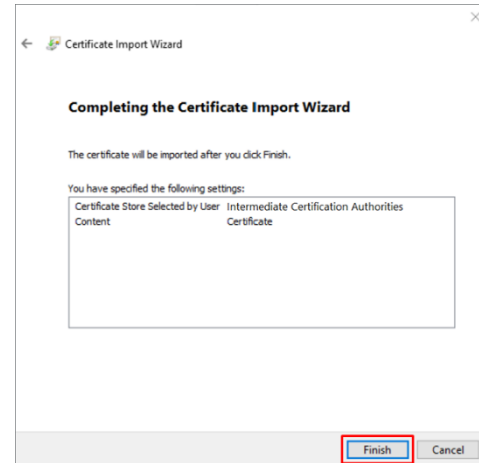 Certificate Import Wizard
Completing the Certificate Import Wizard
The certificate will be imported after you click Finish.
You have specified the following settings:
Certificate Store Selected by User Intermediate Certification Authorities
Content Certificate
Finish Cancel